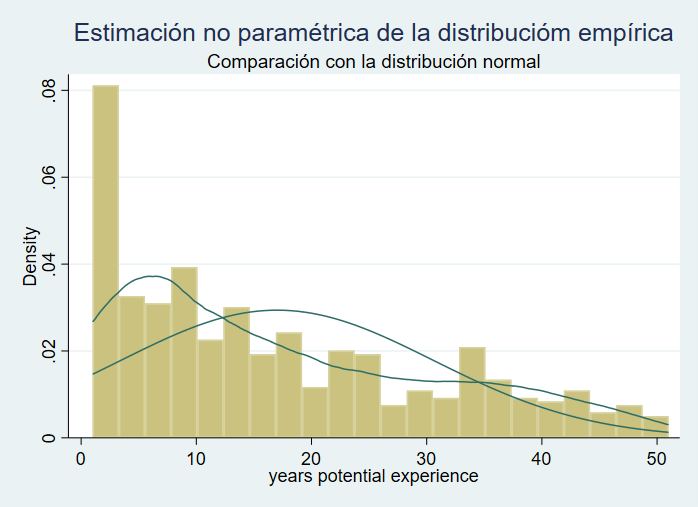 Estimación no paramétrica de la distribucióm empírica
Comparación con la distribución normal
Density
.08
.06
.04
.02
0
0 10 20 30 40 50
years potential experience